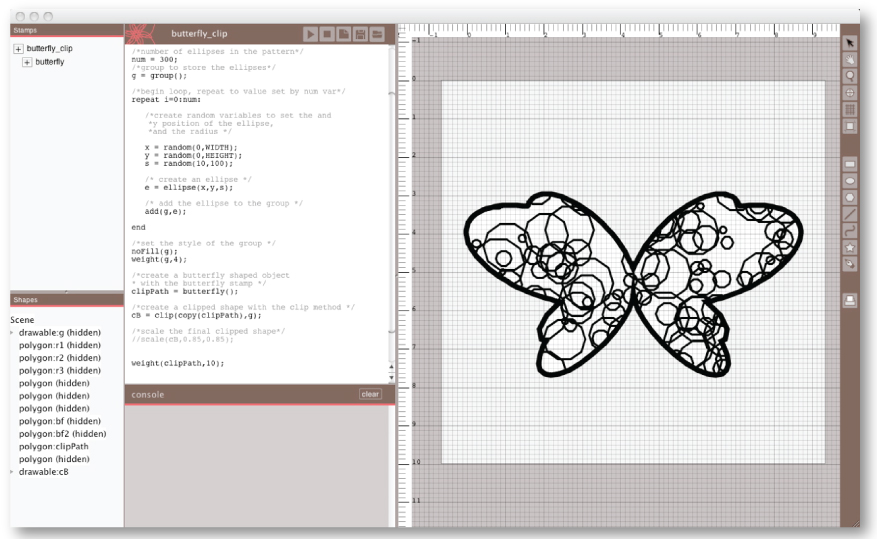 Stamps
butterfly_clip
butterfly
butterfly_clip
/*number of ellipses in the pattern*/
num = 300;
/*group to store the ellipses*/
g = group();
/*begin loop, repeat to value set by num var*/
repeat i=0:num:
/*create random variables to set the and
*y position of the ellipse,
*and the radius */
x = random(0,WIDTH);
y = random(0,HEIGHT);
s = random(10,100);
/* create an ellipse */
e = ellipse(x,y,s);
/* add the ellipse to the group */
add(g,e);
end
/*set the style of the group */
noFill(g);
weight(g,4);
/*create a butterfly shaped object
* with the butterfly stamp */
clipPath = butterfly();
/*create a clipped shape with the clip method */
cB = clip(copy(clipPath),g);
/*scale the final clipped shape*/
//scale(cB,0.85,0.85);
weight(clipPath,10);
console
clear
Shapes
Scene
drawable:g (hidden)
polygon:r1 (hidden)
polygon:r2 (hidden)
polygon:r3 (hidden)
polygon (hidden)
polygon (hidden)
polygon (hidden)
polygon:bf (hidden)
polygon:bf2 (hidden)
polygon:clipPath
polygon (hidden)
drawable:cB
-1 0 1 2 3 4 5 6 7 8 9
-1
0
1
2
3
4
5
6
7
8
9
10
11